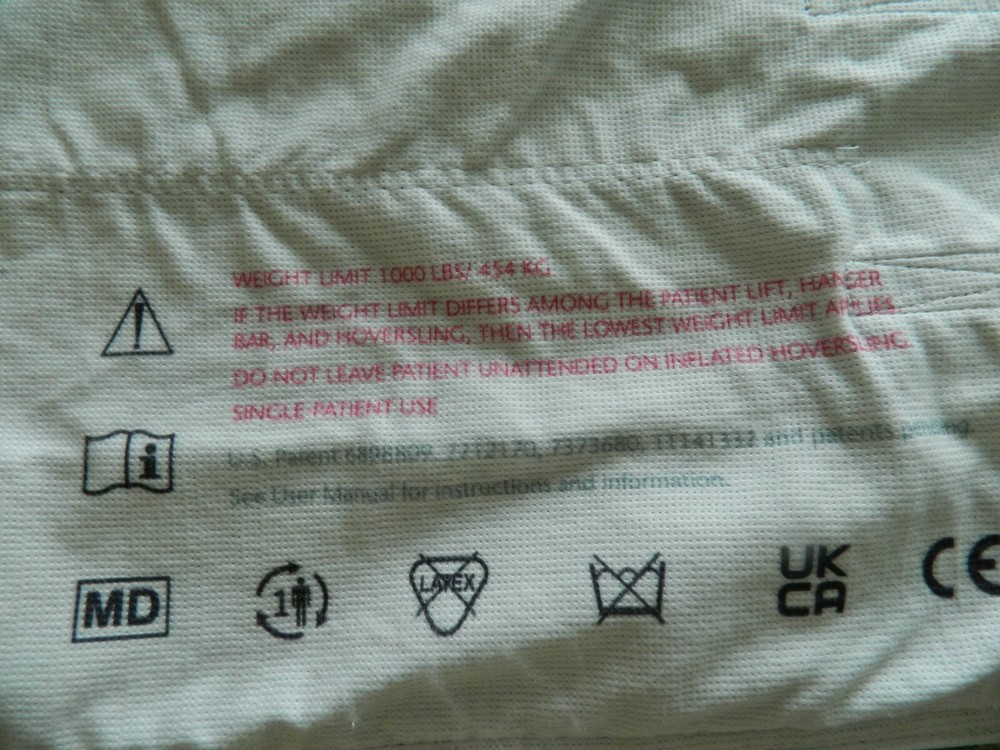 WEIGHT LIMIT 1000 LBS/ 454 KG
IF THE WEIGHT LIMIT DIFFERS AMONG THE PATIENT LIFT, HANGER
BAR, AND HOVERSLING, THEN THE LOWEST WEIGHT LIMIT APPLIES.
DO NOT LEAVE PATIENT UNATTENDED ON INFLATED HOVERSLING.
SINGLE PATIENT USE
U.S. Patent 6898809, 7212170, 7373680, 11141332 and patents pending.
See User Manual for instructions and information.
MD 1 LATEX UK CE
CA